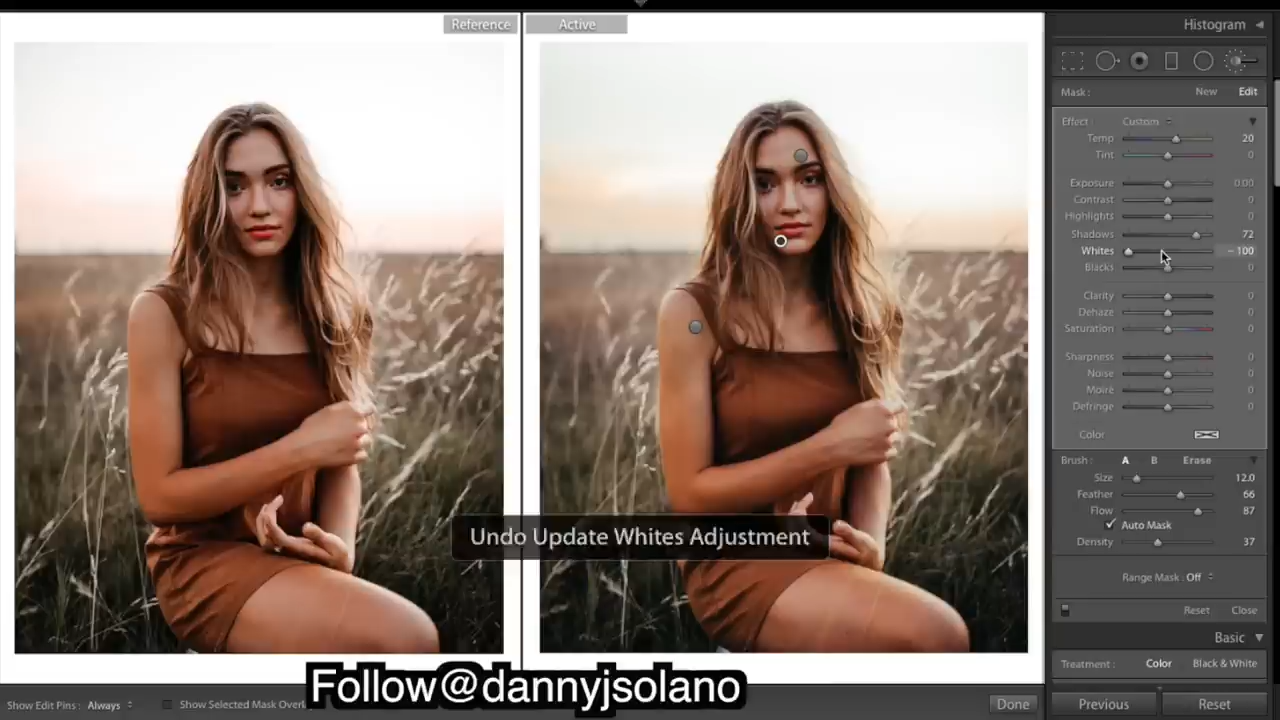 Reference
Active
Histogram
Mask :
New
Edit
Effect :
Custom
Temp
20
Tint
0
Exposure
0.00
Contrast
0
Highlights
0
Shadows
72
Whites
– 100
Blacks
0
Clarity
0
Dehaze
0
Saturation
0
Sharpness
0
Noise
0
Moiré
0
Defringe
0
Color
Brush :
A
B
Erase
Size
12.0
Feather
66
Flow
87
Auto Mask
Density
37
Range Mask : Off
Reset
Close
Basic
Treatment :
Color
Black & White
Undo Update Whites Adjustment
Follow@dannyjsolano
Show Edit Pins : Always
Show Selected Mask
Done
Previous
Reset